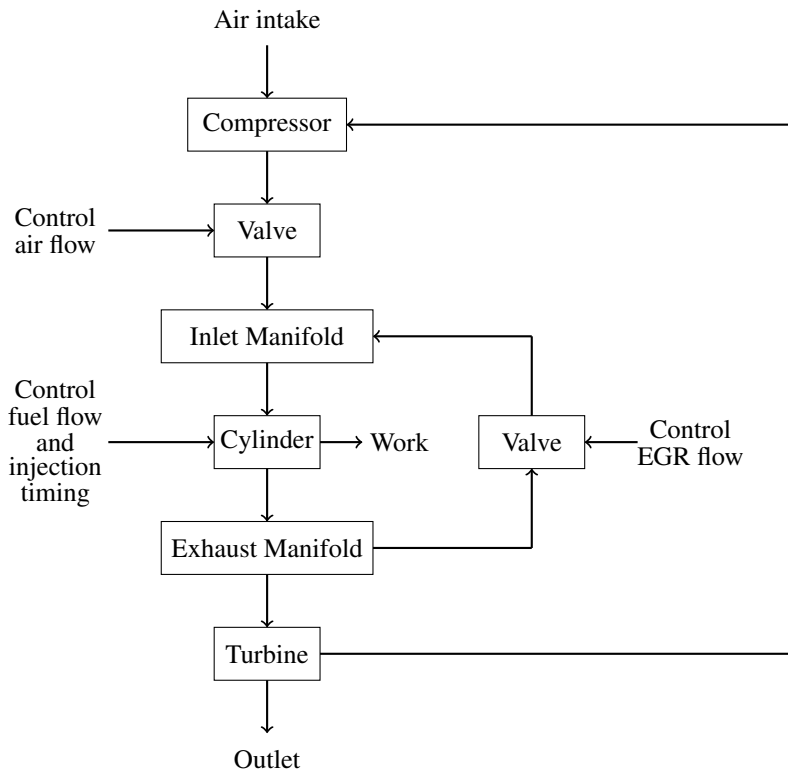 Air intake
Compressor
Control
air flow
Valve
Inlet Manifold
Control
fuel flow
and
injection
timing
Cylinder
Work
Valve
Control
EGR flow
Exhaust Manifold
Turbine
Outlet